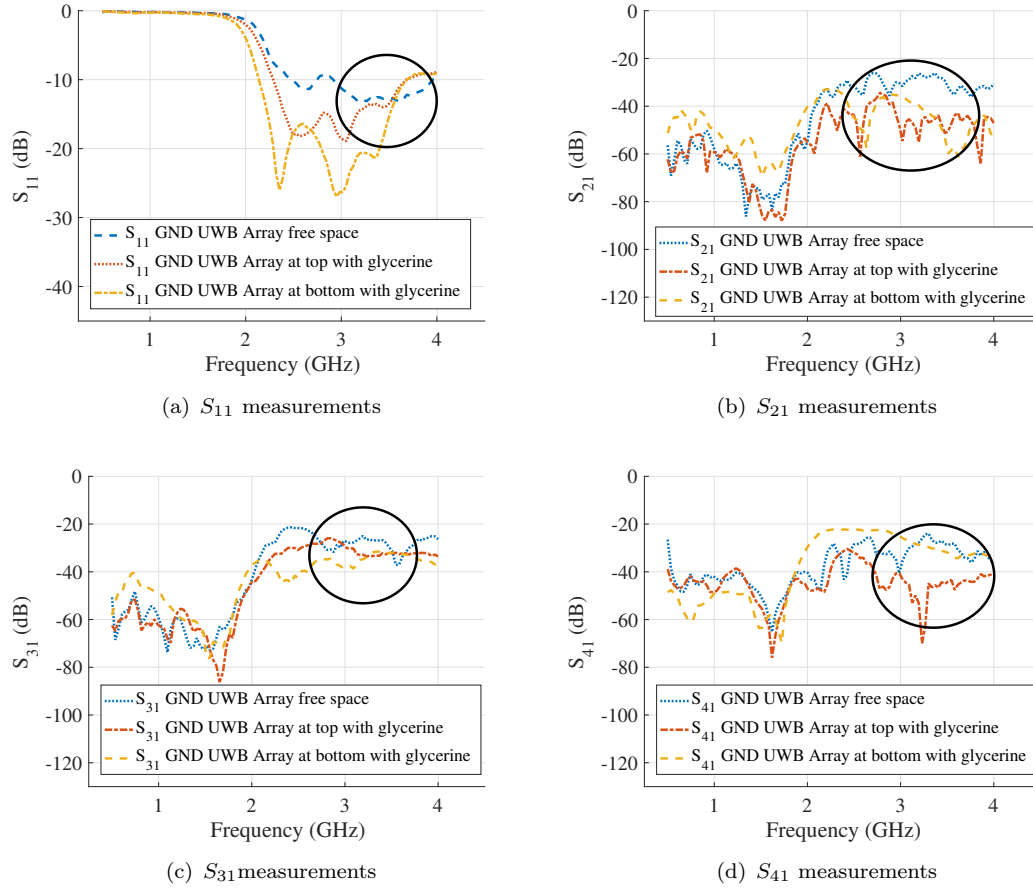 0
-10
-20
-30
-40
S11 (dB)
S11 GND UWB Array free space
S11 GND UWB Array at top with glycerine
S11 GND UWB Array at bottom with glycerine
1 2 3 4
Frequency (GHz)
(a) S11 measurements
0
-20
-40
-60
-80
-100
-120
S21 (dB)
S21 GND UWB Array free space
S21 GND UWB Array at top with glycerine
S21 GND UWB Array at bottom with glycerine
1 2 3 4
Frequency (GHz)
(b) S21 measurements
0
-20
-40
-60
-80
-100
-120
S31 (dB)
S31 GND UWB Array free space
S31 GND UWB Array at top with glycerine
S31 GND UWB Array at bottom with glycerine
1 2 3 4
Frequency (GHz)
(c) S31measurements
0
-20
-40
-60
-80
-100
-120
S41 (dB)
S41 GND UWB Array free space
S41 GND UWB Array at top with glycerine
S41 GND UWB Array at bottom with glycerine
1 2 3 4
Frequency (GHz)
(d) S41 measurements